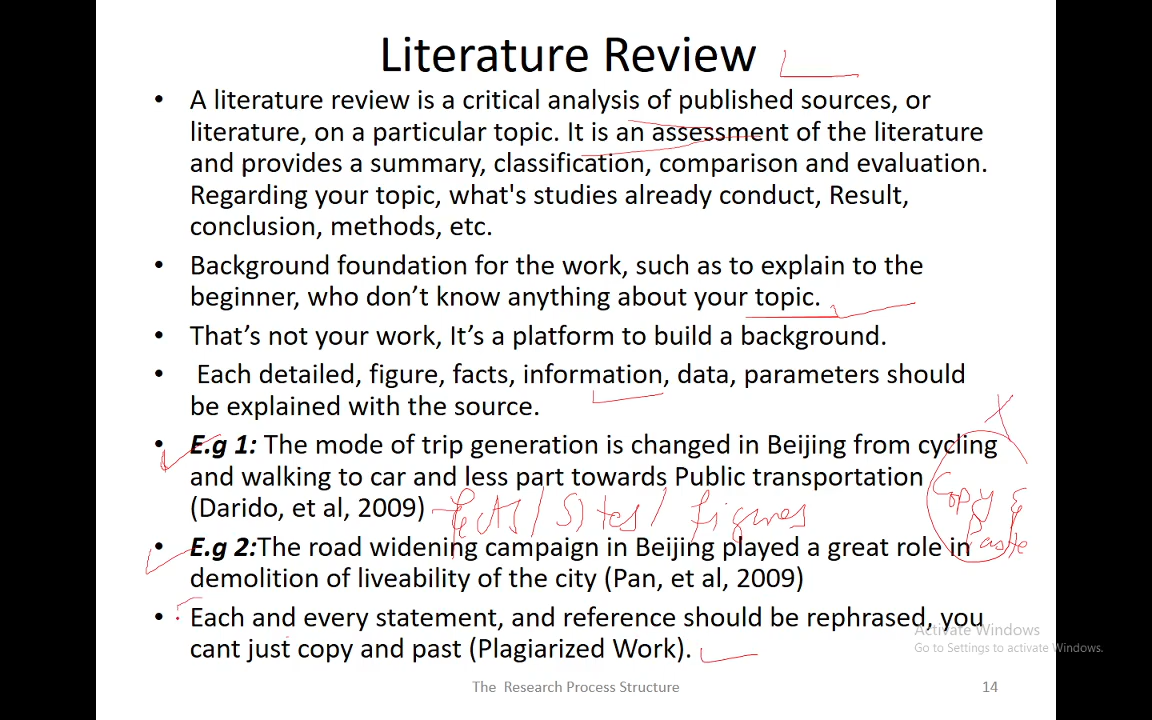 Literature Review
• A literature review is a critical analysis of published sources, or
literature, on a particular topic. It is an assessment of the literature
and provides a summary, classification, comparison and evaluation.
Regarding your topic, what's studies already conduct, Result,
conclusion, methods, etc.
• Background foundation for the work, such as to explain to the
beginner, who don’t know anything about your topic.
• That’s not your work, It’s a platform to build a background.
• Each detailed, figure, facts, information, data, parameters should
be explained with the source.
• E.g 1: The mode of trip generation is changed in Beijing from cycling
and walking to car and less part towards Public transportation
(Darido, et al, 2009)
/ Sites / figures
Copy &
Paste
• E.g 2:The road widening campaign in Beijing played a great role in
demolition of liveability of the city (Pan, et al, 2009)
• Each and every statement, and reference should be rephrased, you
cant just copy and past (Plagiarized Work).
Activate Windows
Go to Settings to activate Windows.
The Research Process Structure
14